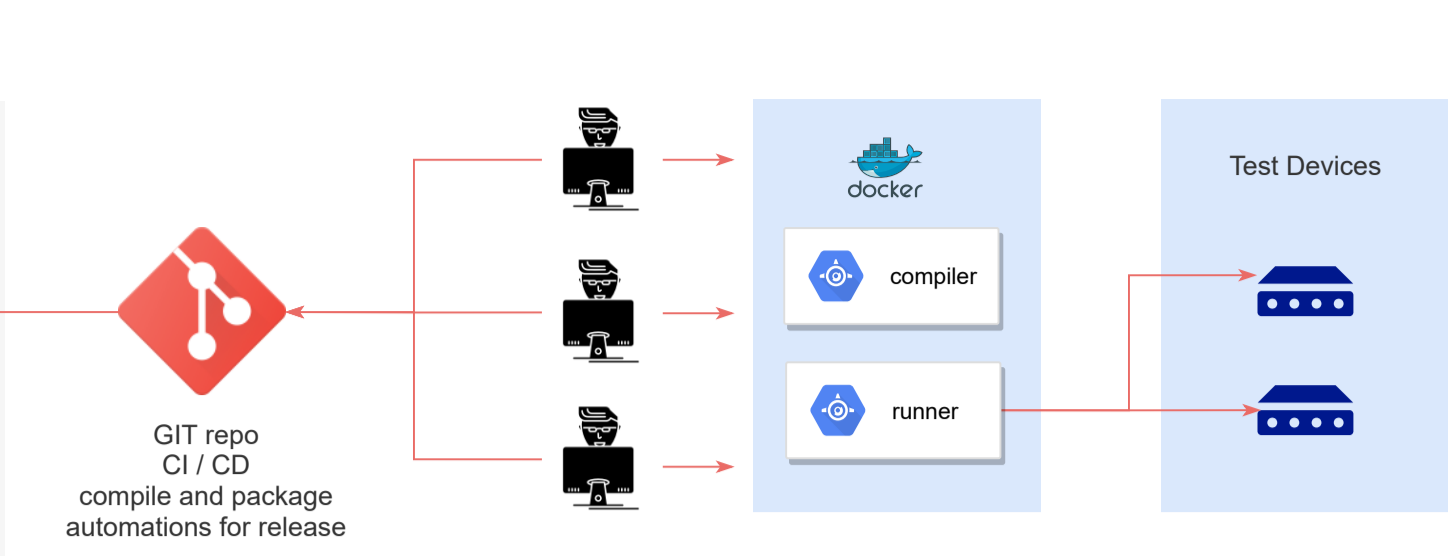 GIT repo
CI / CD
compile and package
automations for release
docker
compiler
runner
Test Devices